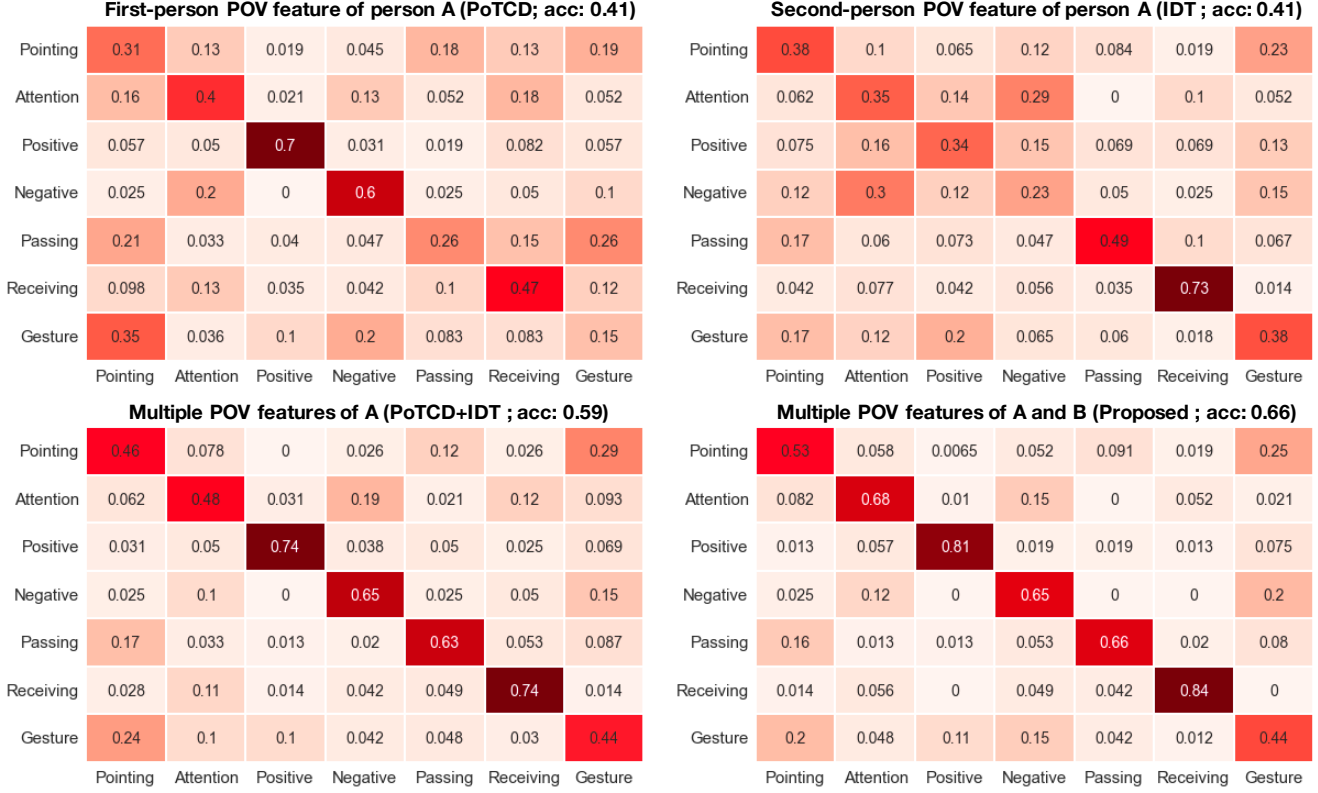 First-person POV feature of person A (PoTCD; acc: 0.41)
Pointing 0.31 0.13 0.019 0.045 0.18 0.13 0.19
Attention 0.16 0.4 0.021 0.13 0.052 0.18 0.052
Positive 0.057 0.05 0.7 0.031 0.019 0.082 0.057
Negative 0.025 0.2 0 0.6 0.025 0.05 0.1
Passing 0.21 0.033 0.04 0.047 0.26 0.15 0.26
Receiving 0.098 0.13 0.035 0.042 0.1 0.47 0.12
Gesture 0.35 0.036 0.1 0.2 0.083 0.083 0.15
Pointing Attention Positive Negative Passing Receiving Gesture
Second-person POV feature of person A (IDT ; acc: 0.41)
Pointing 0.38 0.1 0.065 0.12 0.084 0.019 0.23
Attention 0.062 0.35 0.14 0.29 0 0.1 0.052
Positive 0.075 0.16 0.34 0.15 0.069 0.069 0.13
Negative 0.12 0.3 0.12 0.23 0.05 0.025 0.15
Passing 0.17 0.06 0.073 0.047 0.49 0.1 0.067
Receiving 0.042 0.077 0.042 0.056 0.035 0.73 0.014
Gesture 0.17 0.12 0.2 0.065 0.06 0.018 0.38
Pointing Attention Positive Negative Passing Receiving Gesture
Multiple POV features of A (PoTCD+IDT ; acc: 0.59)
Pointing 0.46 0.078 0 0.026 0.12 0.026 0.29
Attention 0.062 0.48 0.031 0.19 0.021 0.12 0.093
Positive 0.031 0.05 0.74 0.038 0.05 0.025 0.069
Negative 0.025 0.1 0 0.65 0.025 0.05 0.15
Passing 0.17 0.033 0.013 0.02 0.63 0.053 0.087
Receiving 0.028 0.11 0.014 0.042 0.049 0.74 0.014
Gesture 0.24 0.1 0.1 0.042 0.048 0.03 0.44
Pointing Attention Positive Negative Passing Receiving Gesture
Multiple POV features of A and B (Proposed ; acc: 0.66)
Pointing 0.53 0.058 0.0065 0.052 0.091 0.019 0.25
Attention 0.082 0.68 0.01 0.15 0 0.052 0.021
Positive 0.013 0.057 0.81 0.019 0.019 0.013 0.075
Negative 0.025 0.12 0 0.65 0 0 0.2
Passing 0.16 0.013 0.013 0.053 0.66 0.02 0.08
Receiving 0.014 0.056 0 0.049 0.042 0.84 0
Gesture 0.2 0.048 0.11 0.15 0.042 0.012 0.44
Pointing Attention Positive Negative Passing Receiving Gesture